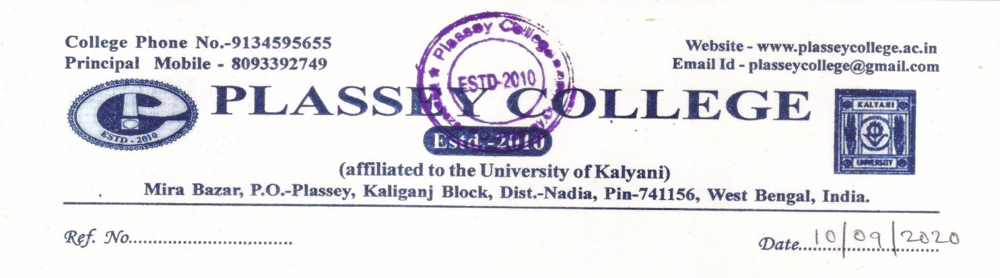 College Phone No.-9134595655
Principal Mobile - 8093392749
Website - www.plasseycollege.ac.in
Email Id - plasseycollege@gmail.com
Plassey College
ESTD-2010
ESTD - 2010
PLASSEY COLLEGE
KALYANI
UNIVERSITY
Estd.-2010
(affiliated to the University of Kalyani)
Mira Bazar, P.O.-Plassey, Kaliganj Block, Dist.-Nadia, Pin-741156, West Bengal, India.
Ref. No.................................
Date...10/09/2020